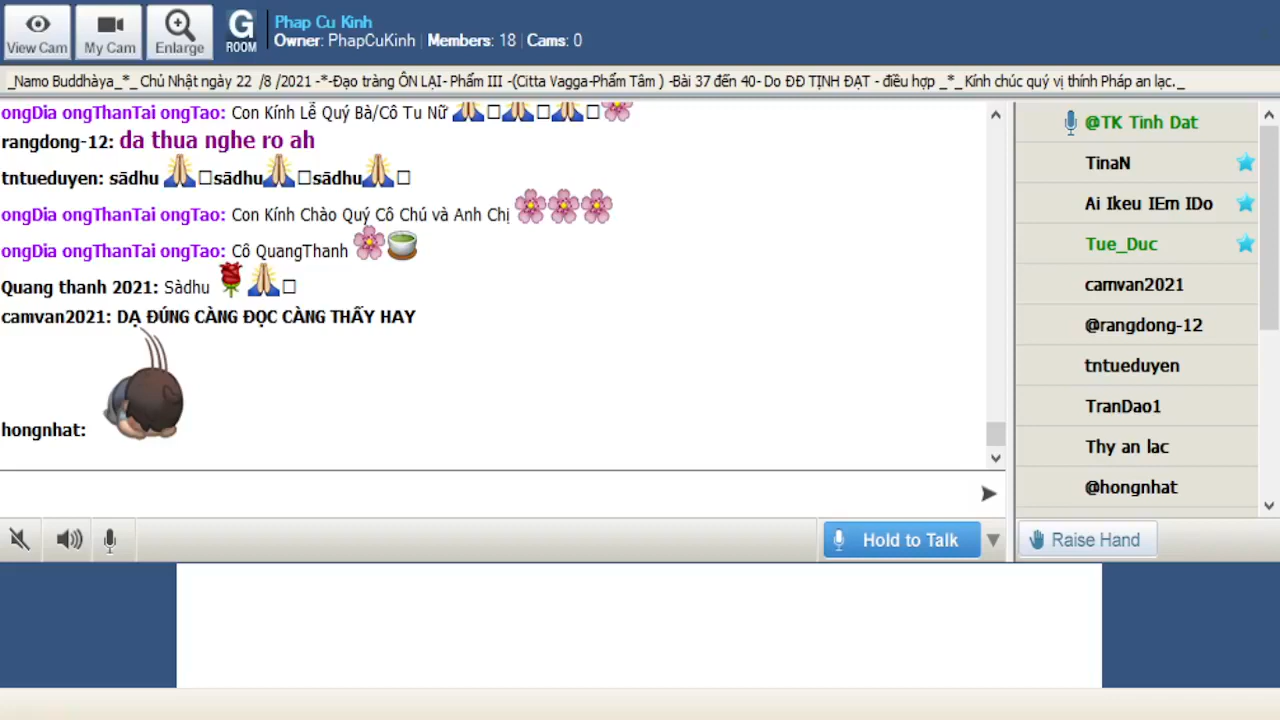 View Cam
My Cam
Enlarge
G
ROOM
Phap Cu Kinh
Owner: PhapCuKinh | Members: 18 | Cams: 0
_Namo Buddhàya_*_ Chủ Nhật ngày 22 /8 /2021 -*-Đạo tràng ÔN LẠI- Phẩm III -(Citta Vagga-Phẩm Tâm ) -Bài 37 đến 40- Do ĐĐ TỊNH ĐẠT - điều hợp _*_ Kính chúc quý vị thính Pháp an lạc._
ongDia ongThanTai ongTao: Con Kính Lễ Quý Bà/Cô Tu Nữ
rangdong-12: da thua nghe ro ah
tntueduyen: sādhu sādhu sādhu
ongDia ongThanTai ongTao: Con Kính Chào Quý Cô Chú và Anh Chị
ongDia ongThanTai ongTao: Cô QuangThanh
Quang thanh 2021: Sàdhu
camvan2021: DẠ ĐÚNG CÀNG ĐỌC CÀNG THẤY HAY
hongnhat:
@TK Tinh Dat
TinaN
Ai Ikeu IEm IDo
Tue_Duc
camvan2021
@rangdong-12
tntueduyen
TranDao1
Thy an lac
@hongnhat
Hold to Talk
Raise Hand